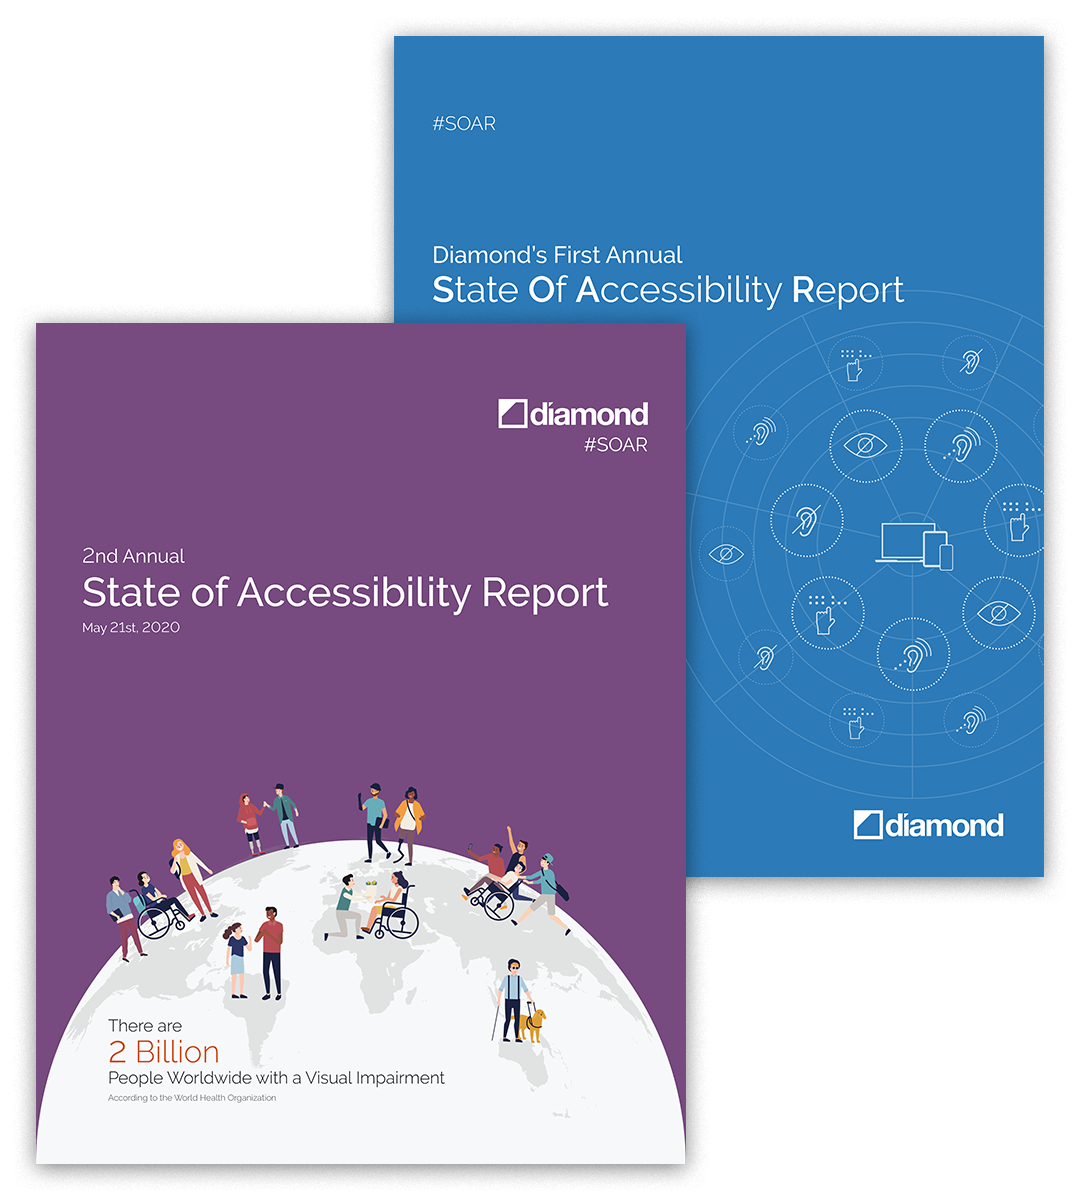 #SOAR
Diamond's First Annual
State Of Accessibility Report
diamond
diamond
#SOAR
2nd Annual
State of Accessibility Report
May 21st, 2020
There are
2 Billion
People Worldwide with a Visual Impairment
According to the World Health Organization